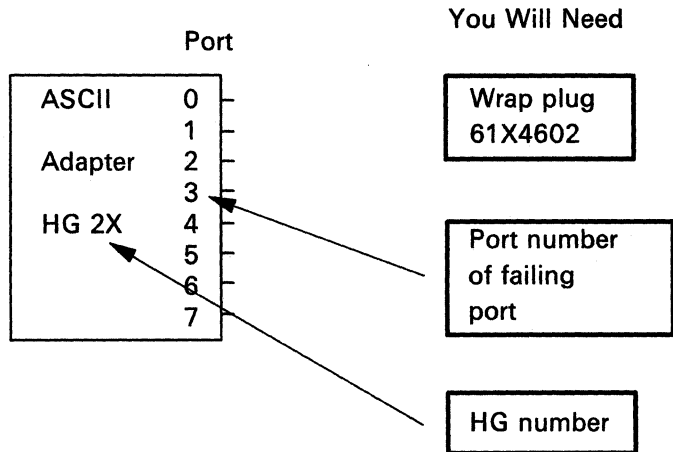 You Will Need
Port
ASCII 0
1
Adapter 2
3
HG 2X 4
5
6
7
Wrap plug
61X4602
Port number
of failing
port
HG number